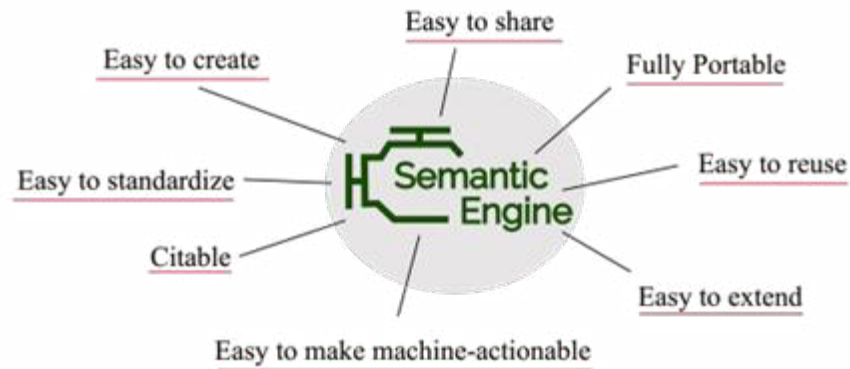 Easy to share
Easy to create
Fully Portable
Easy to reuse
Easy to standardize
Semantic
Engine
Citable
Easy to extend
Easy to make machine-actionable